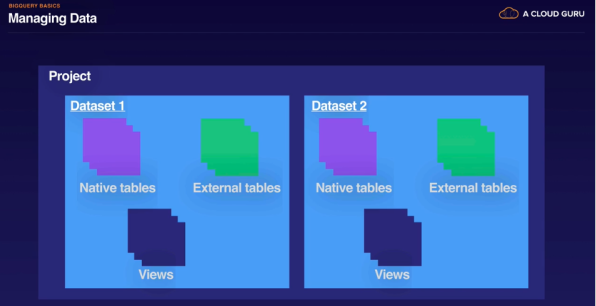 BIGQUERY BASICS
Managing Data
A CLOUD GURU
Project
Dataset 1
Dataset 2
Native tables
External tables
Native tables
External tables
Views
Views